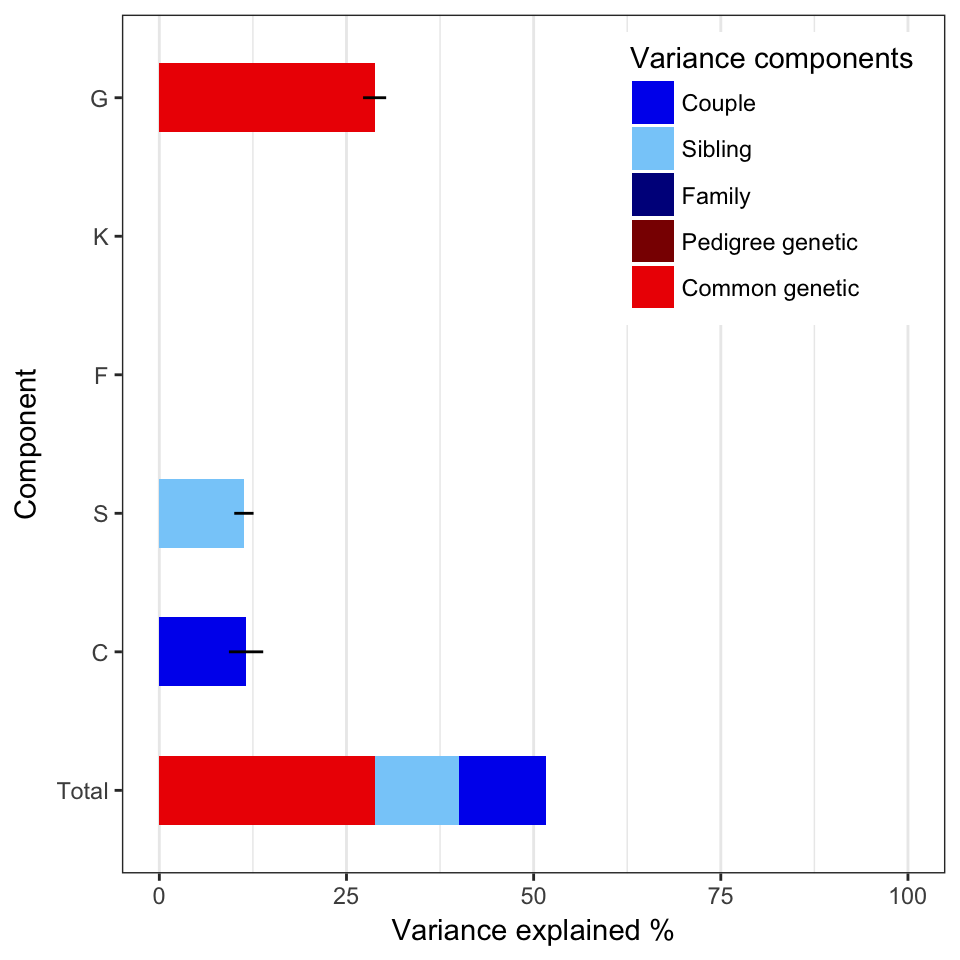 Variance components
Couple
Sibling
Family
Pedigree genetic
Common genetic
G
K
F
S
C
Total
Component
0 25 50 75 100
Variance explained %